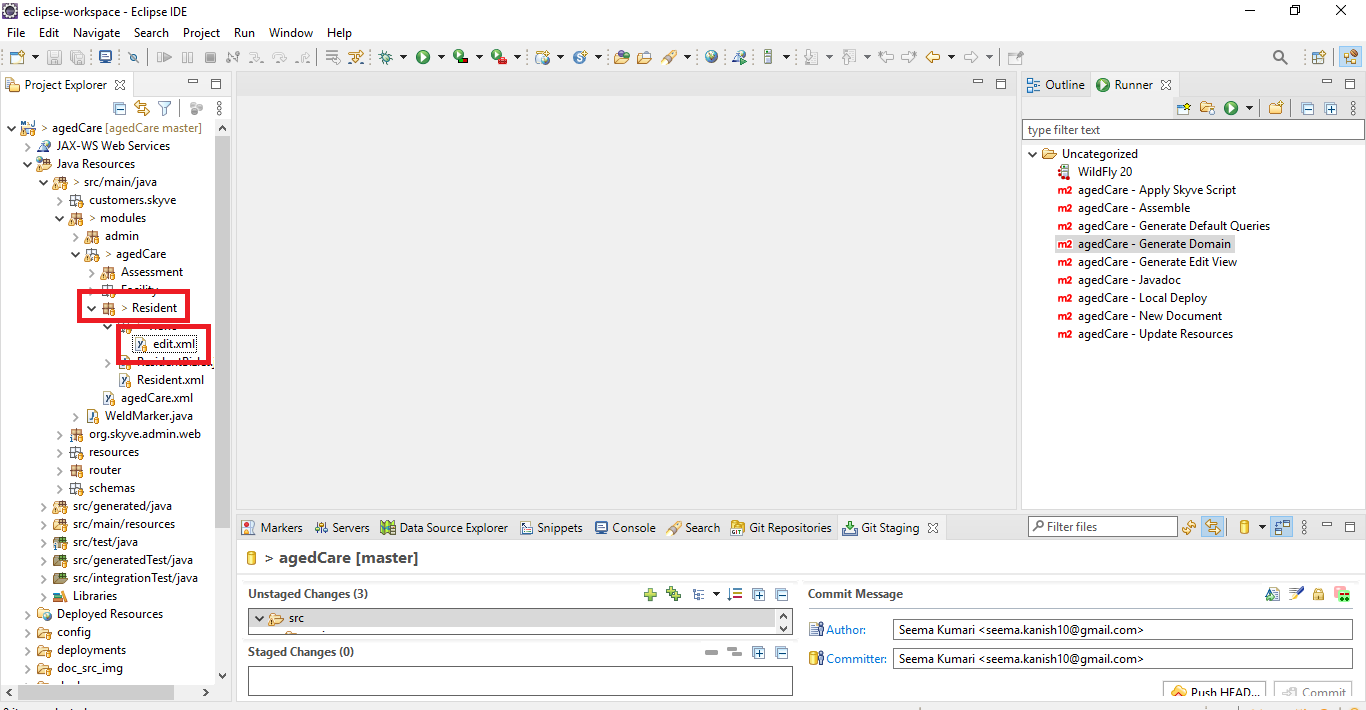 eclipse-workspace - Eclipse IDE
File Edit Navigate Search Project Run Window Help
Project Explorer
> agedCare [agedCare master]
JAX-WS Web Services
Java Resources
> src/main/java
customers.skyve
> modules
admin
> agedCare
Assessment
Facility
> Resident
edit.xml
Resident.xml
agedCare.xml
WeldMarker.java
org.skyve.admin.web
resources
router
schemas
src/generated/java
src/main/resources
src/test/java
src/generatedTest/java
src/integrationTest/java
Libraries
Deployed Resources
config
deployments
doc_src_img
Outline Runner
type filter text
Uncategorized
WildFly 20
m2 agedCare - Apply Skyve Script
m2 agedCare - Assemble
m2 agedCare - Generate Default Queries
m2 agedCare - Generate Domain
m2 agedCare - Generate Edit View
m2 agedCare - Javadoc
m2 agedCare - Local Deploy
m2 agedCare - New Document
m2 agedCare - Update Resources
Markers Servers Data Source Explorer Snippets Console Search Git Repositories Git Staging Filter files
> agedCare [master]
Unstaged Changes (3)
src
Staged Changes (0)
Commit Message
Author: Seema Kumari <seema.kanish10@gmail.com>
Committer: Seema Kumari <seema.kanish10@gmail.com>
Push HEAD... Commit